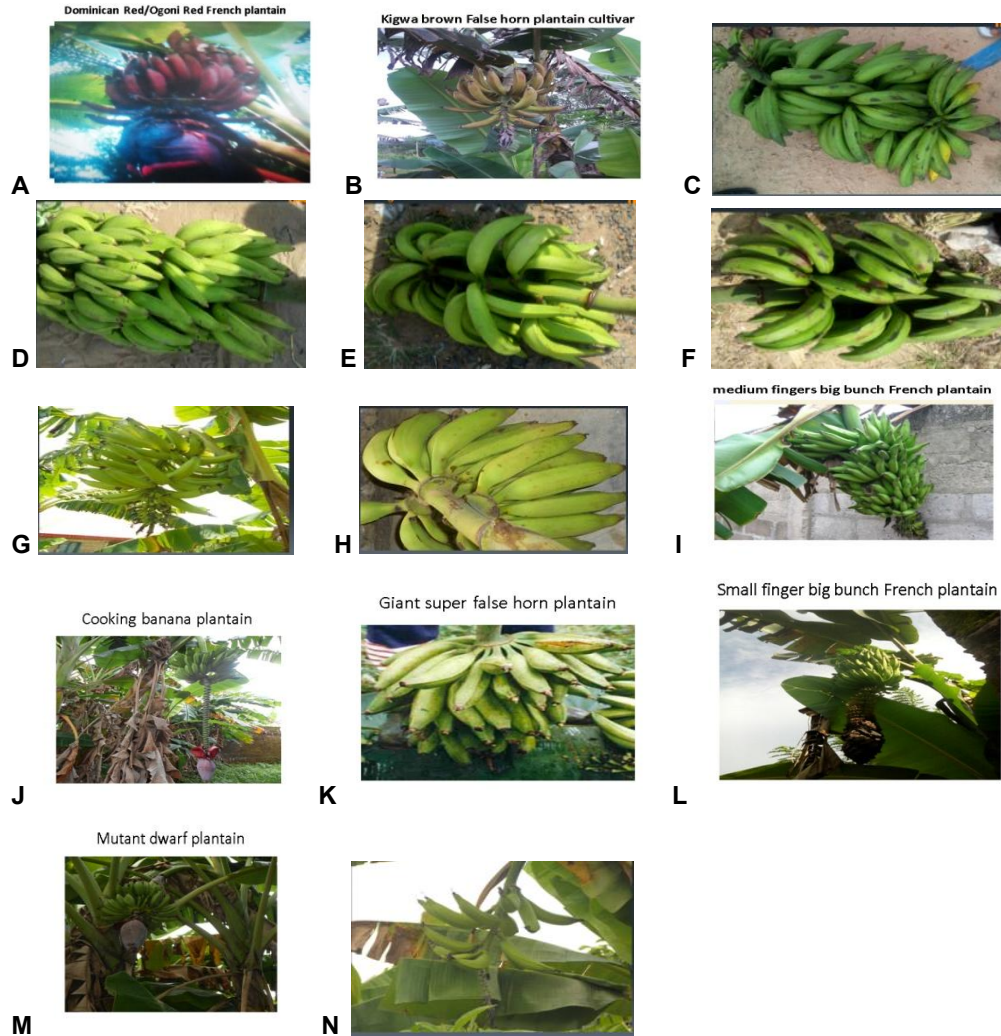 Dominican Red/Ogoni Red French plantain
Kigwa brown False horn plantain cultivar
A
B
C
D
E
F
medium fingers big bunch French plantain
G
H
I
Cooking banana plantain
Giant super false horn plantain
Small finger big bunch French plantain
J
K
L
Mutant dwarf plantain
M
N